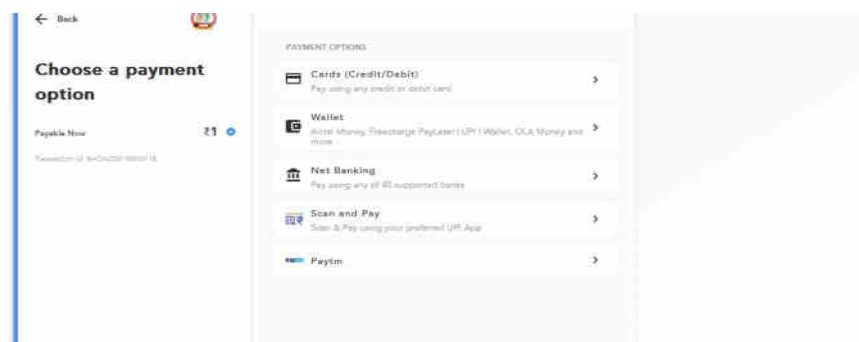 Back
Choose a payment
option
Payable Now ₹1
PAYMENT OPTIONS
Cards (Credit/Debit)
Pay using any credit or debit card
Wallet
Airtel Money, Freecharge PayLater | UPI | Wallet, OLA Money and
more
Net Banking
Pay using any of 40 supported banks
Scan and Pay
Scan & Pay using your preferred UPI App
Paytm